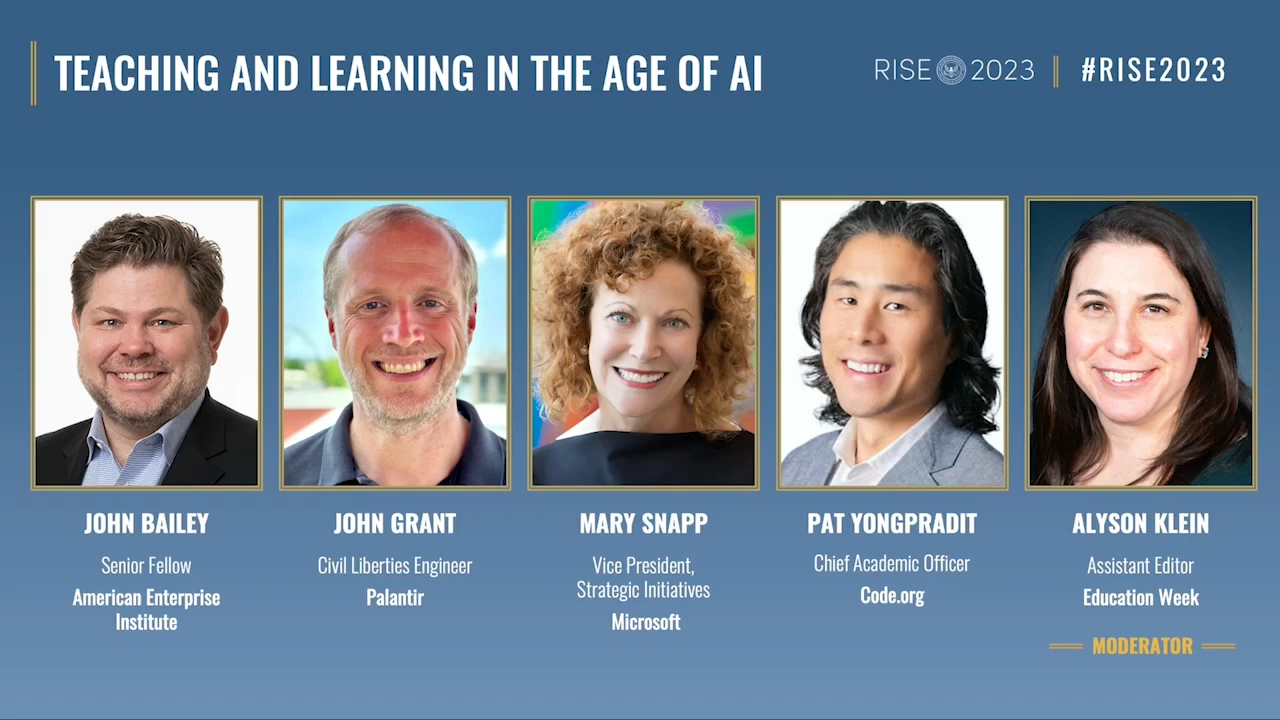 TEACHING AND LEARNING IN THE AGE OF AI
RISE 2023
#RISE2023
JOHN BAILEY
Senior Fellow
American Enterprise
Institute
JOHN GRANT
Civil Liberties Engineer
Palantir
MARY SNAPP
Vice President,
Strategic Initiatives
Microsoft
PAT YONGPRADIT
Chief Academic Officer
Code.org
ALYSON KLEIN
Assistant Editor
Education Week
MODERATOR